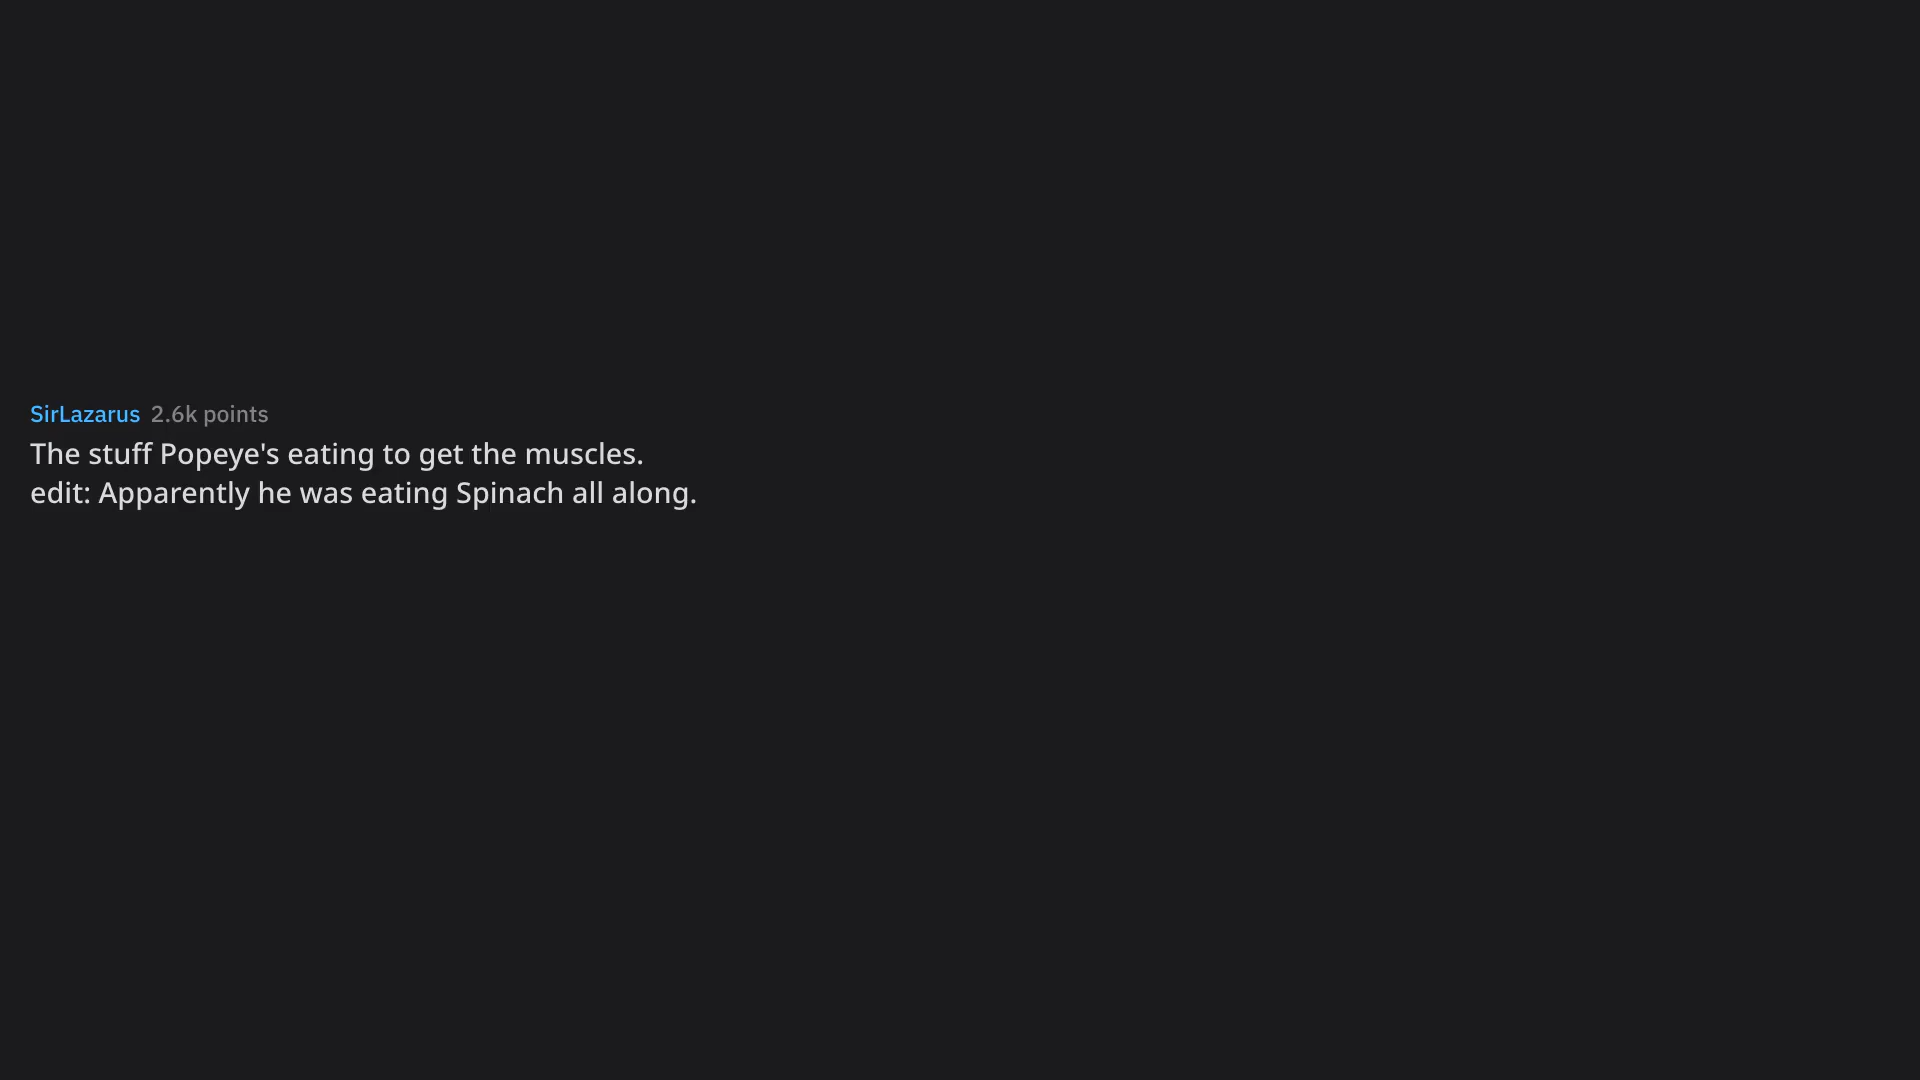 SirLazarus 2.6k points
The stuff Popeye's eating to get the muscles.
edit: Apparently he was eating Spinach all along.